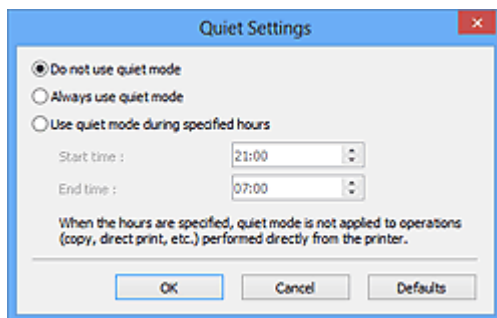 Quiet Settings
Do not use quiet mode
Always use quiet mode
Use quiet mode during specified hours
Start time : 21:00
End time : 07:00
When the hours are specified, quiet mode is not applied to operations
(copy, direct print, etc.) performed directly from the printer.
OK Cancel Defaults